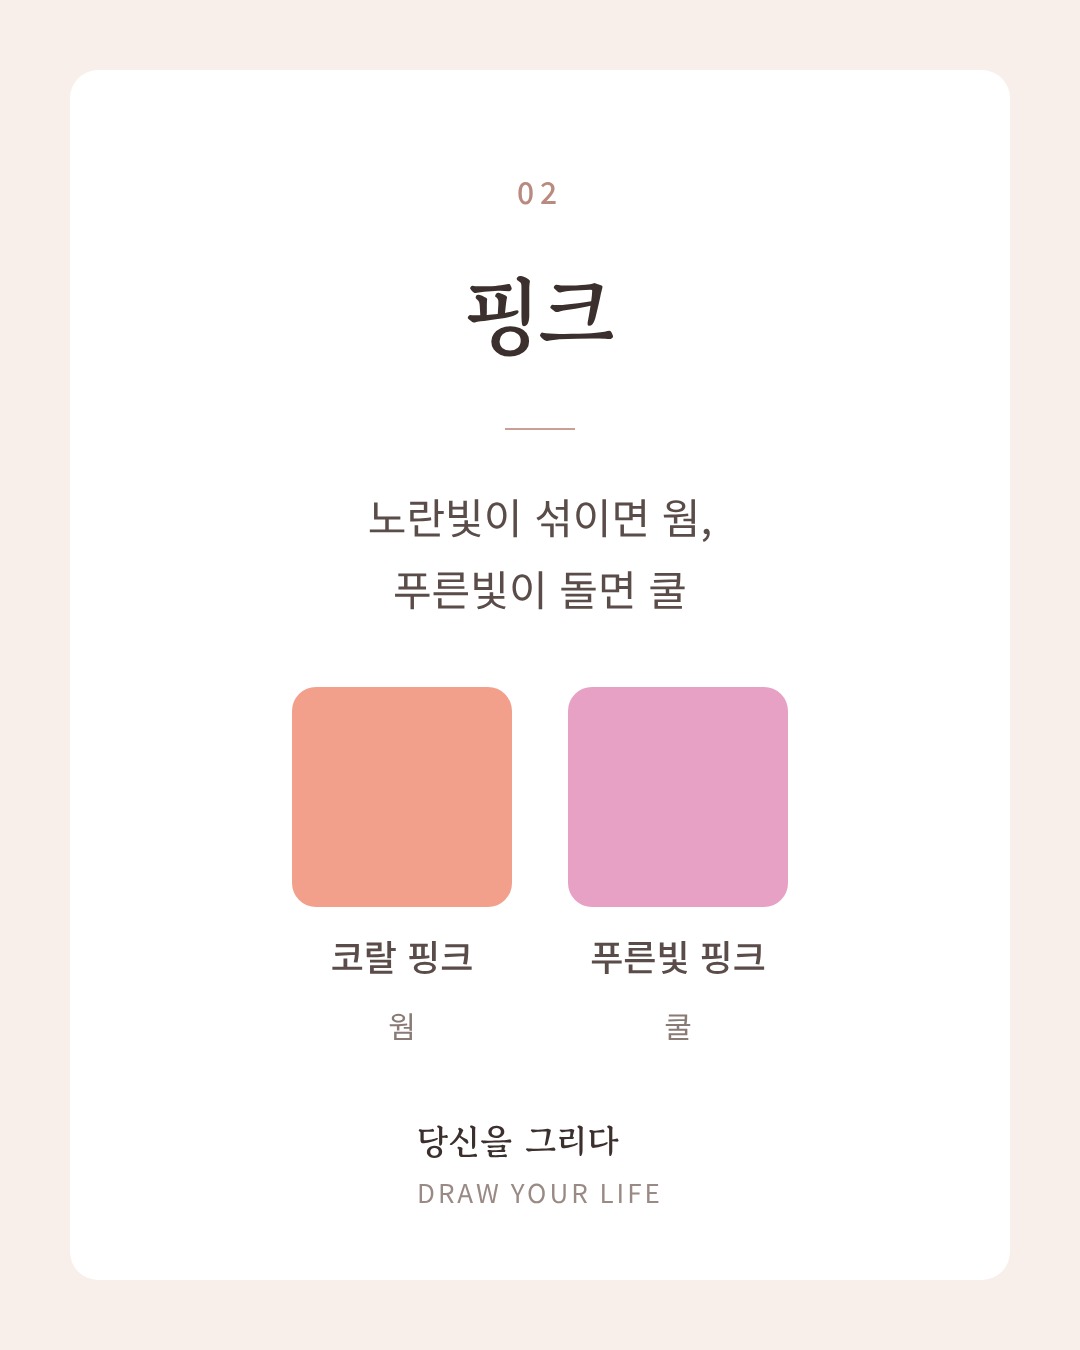 02
핑크
노란빛이 섞이면 웜,
푸른빛이 돌면 쿨
코랄 핑크
푸른빛 핑크
웜
쿨
당신을 그리다
DRAW YOUR LIFE